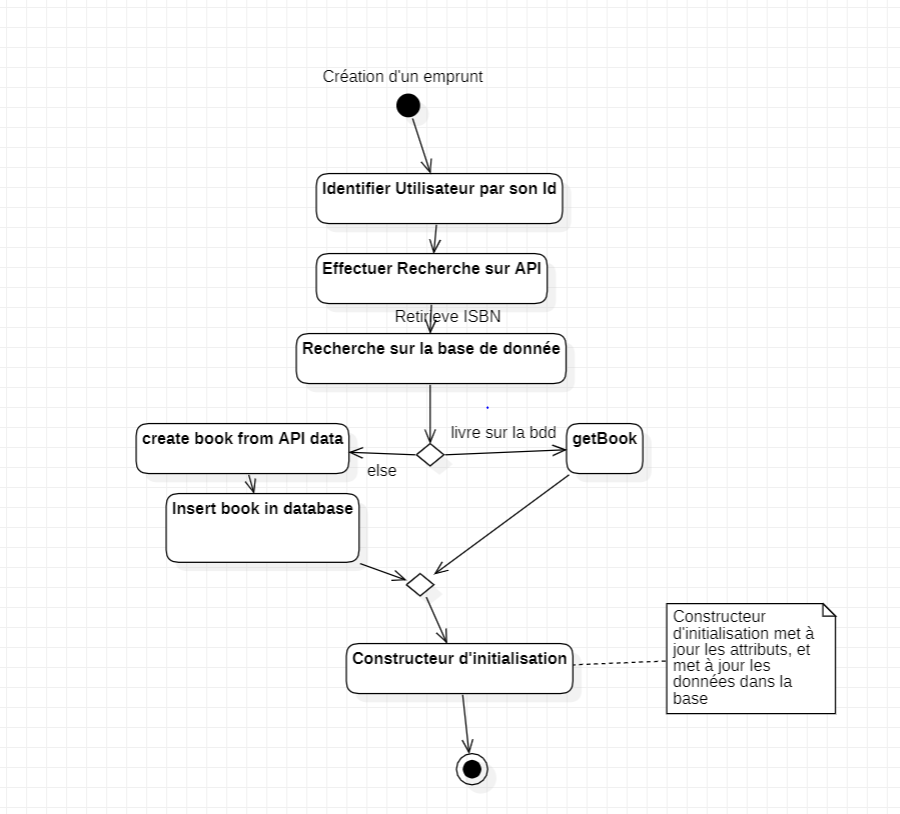 Création d'un emprunt
Identifier Utilisateur par son Id
Effectuer Recherche sur API
Retirieve ISBN
Recherche sur la base de donnée
livre sur la bdd
create book from API data
getBook
else
Insert book in database
Constructeur
d'initialisation met à
jour les attributs, et
met à jour les
données dans la
base
Constructeur d'initialisation